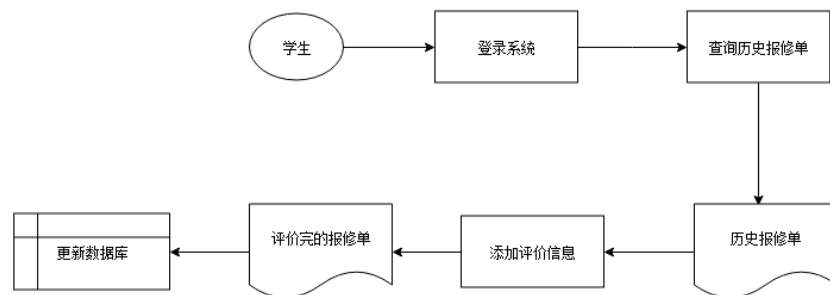 学生
登录系统
查询历史报修单
历史报修单
添加评价信息
评价完的报修单
更新数据库